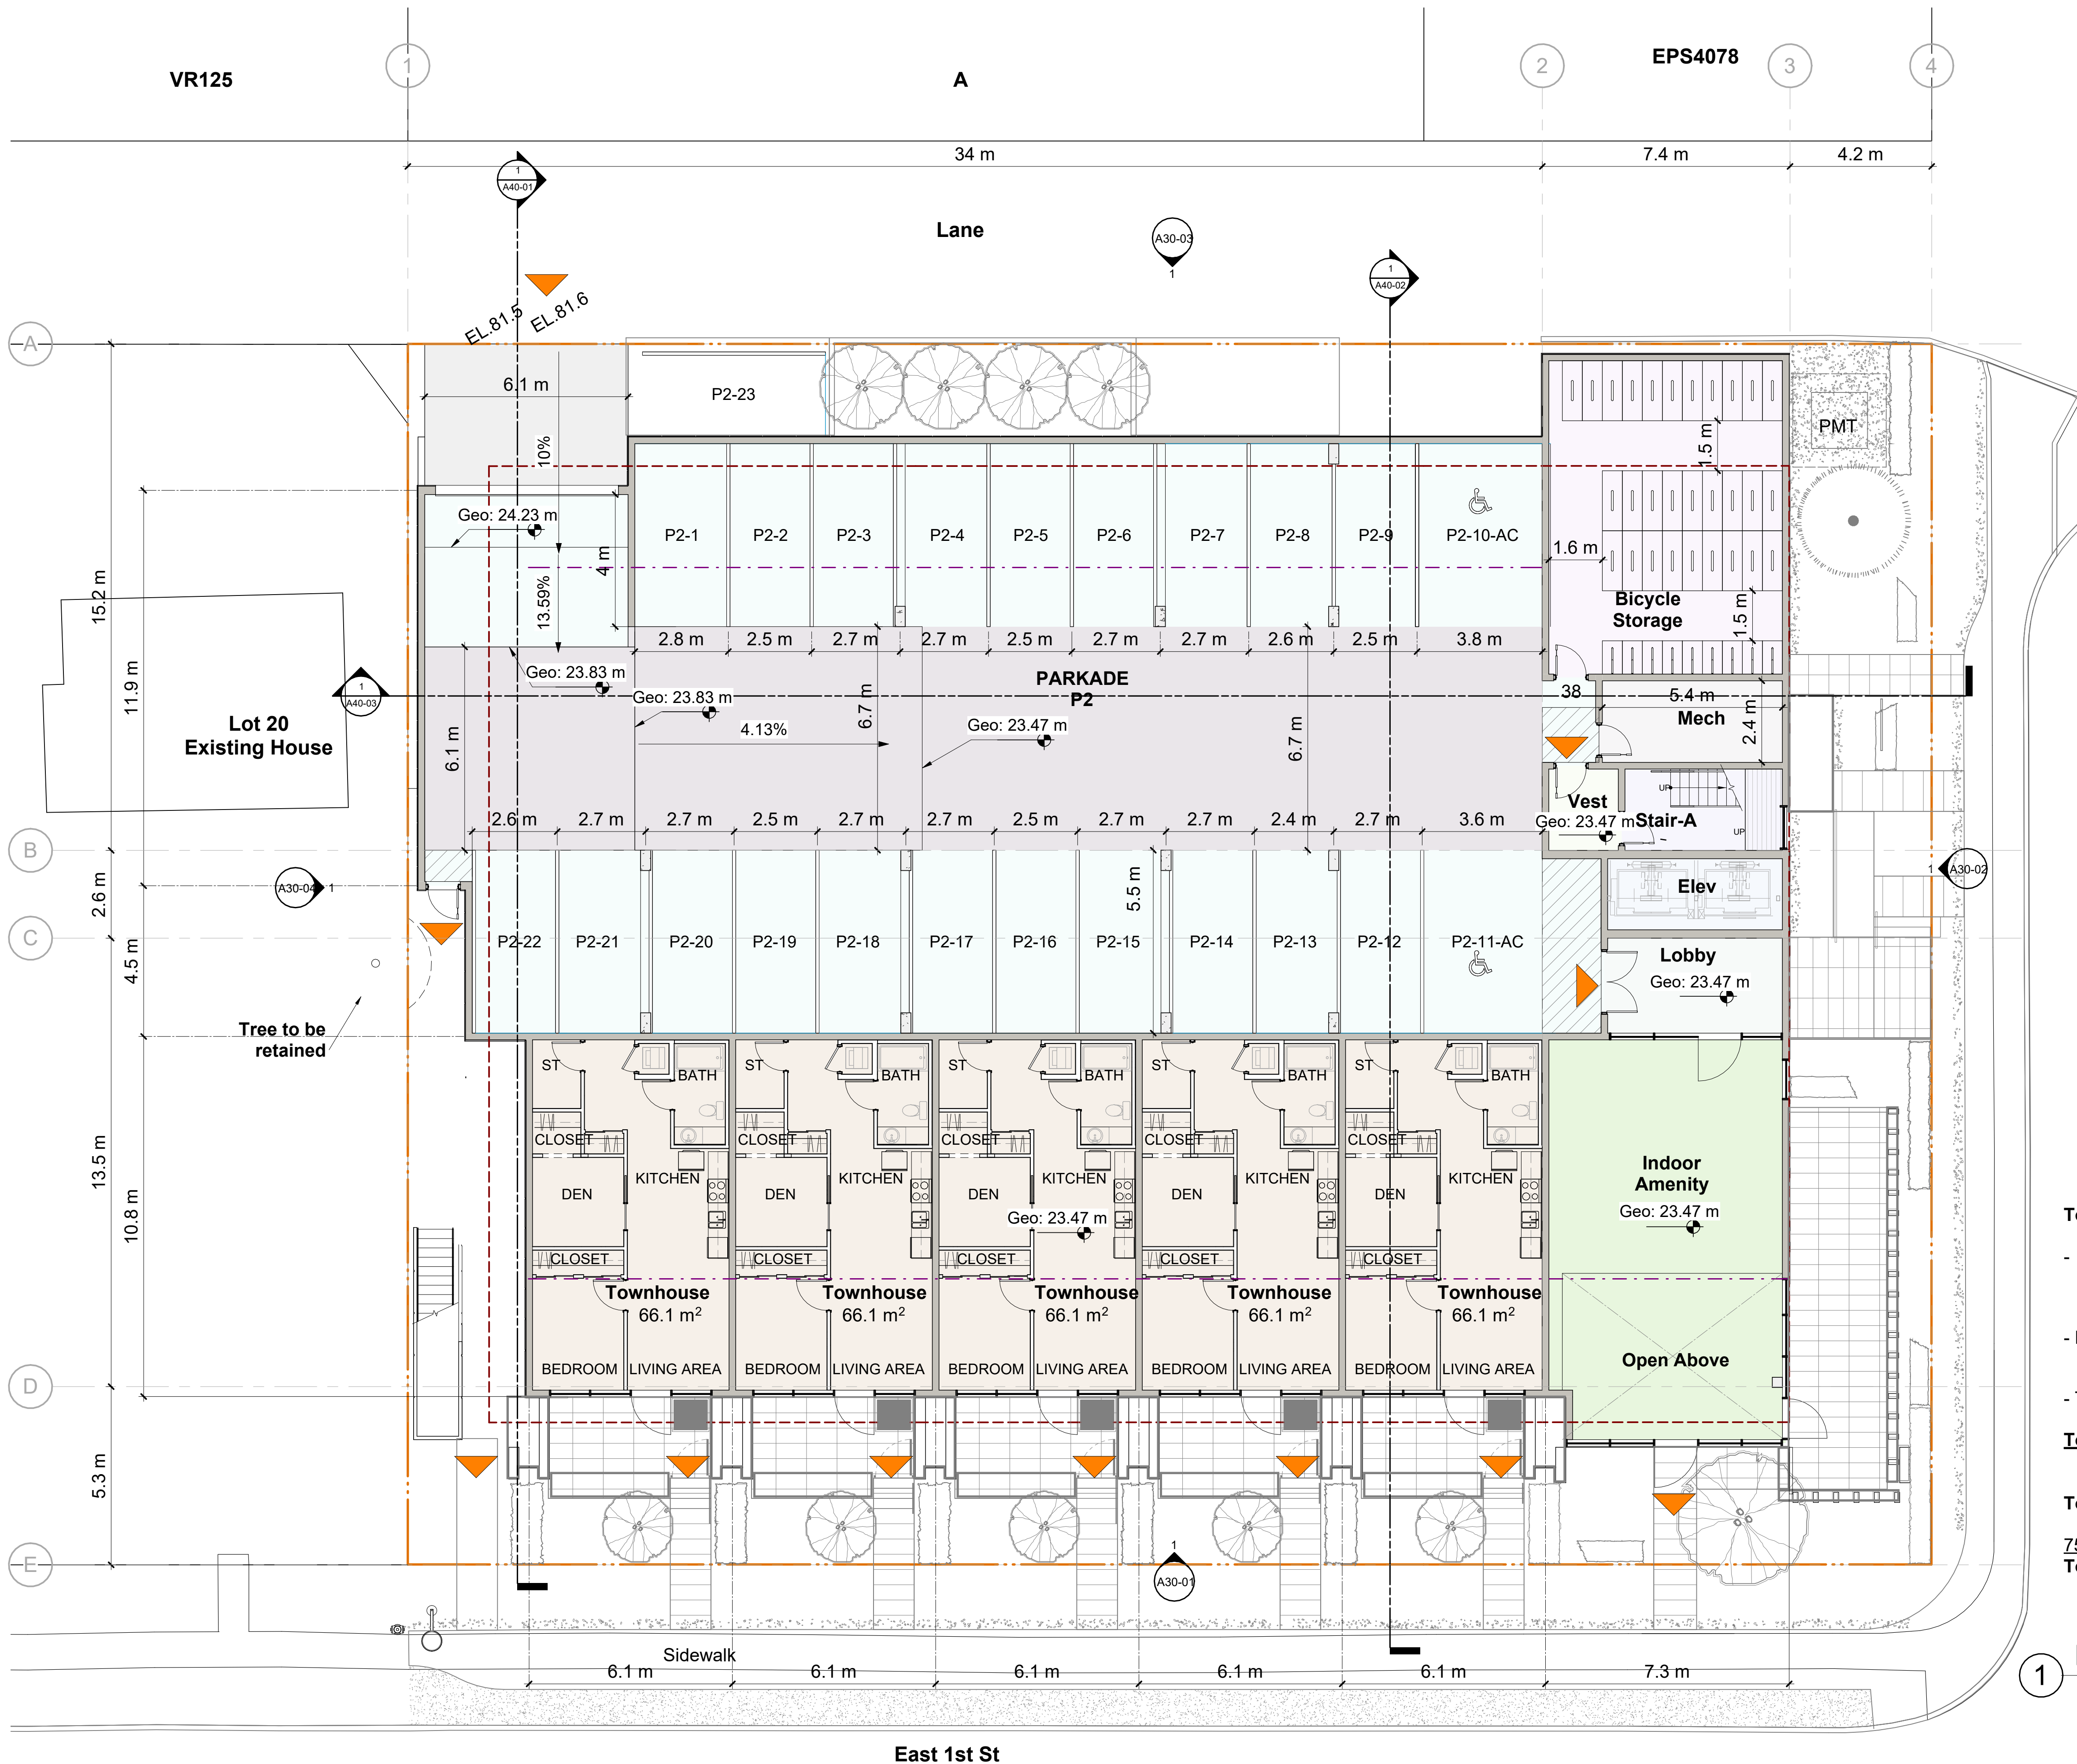 VR125
1
A
2
EPS4078
3
4
34 m
7.4 m
4.2 m
1
A40-01
Lane
A30-03
1
1
A40-02
EL.81.5
EL.81.6
A
6.1 m
P2-23
PMT
10%
1.5 m
Geo: 24.23 m
P2-1
P2-2
P2-3
P2-4
P2-5
P2-6
P2-7
P2-8
P2-9
P2-10-AC
4 m
1.6 m
13.59%
15.2 m
Bicycle
Storage
1.5 m
2.8 m
2.5 m
2.7 m
2.7 m
2.5 m
2.7 m
2.7 m
2.6 m
2.5 m
3.8 m
Geo: 23.83 m
PARKADE
P2
1
A40-03
Geo: 23.83 m
38
5.4 m
11.9 m
6.7 m
Mech
2.4 m
Lot 20
Existing House
4.13%
Geo: 23.47 m
6.1 m
6.7 m
UP
Vest
Stair-A
Geo: 23.47 m
UP
2.6 m
2.7 m
2.7 m
2.5 m
2.7 m
2.7 m
2.5 m
2.7 m
2.7 m
2.4 m
2.7 m
3.6 m
B
A30-04
1
1
A30-02
2.6 m
5.5 m
Elev
C
P2-22
P2-21
P2-20
P2-19
P2-18
P2-17
P2-16
P2-15
P2-14
P2-13
P2-12
P2-11-AC
4.5 m
Lobby
Geo: 23.47 m
Tree to be
retained
ST
BATH
ST
BATH
ST
BATH
ST
BATH
ST
BATH
CLOSET
CLOSET
CLOSET
CLOSET
CLOSET
13.5 m
KITCHEN
KITCHEN
KITCHEN
KITCHEN
KITCHEN
Indoor
Amenity
DEN
DEN
DEN
DEN
DEN
10.8 m
Geo: 23.47 m
Geo: 23.47 m
CLOSET
CLOSET
CLOSET
CLOSET
CLOSET
Townhouse
66.1 m²
Townhouse
66.1 m²
Townhouse
66.1 m²
Townhouse
66.1 m²
Townhouse
66.1 m²
BEDROOM
LIVING AREA
BEDROOM
LIVING AREA
BEDROOM
LIVING AREA
BEDROOM
LIVING AREA
BEDROOM
LIVING AREA
Open Above
D
5.3 m
75
E
1
A30-01
Sidewalk
6.1 m
6.1 m
6.1 m
6.1 m
6.1 m
7.3 m
1
East 1st St